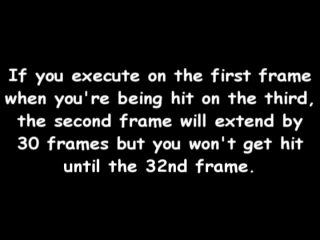 If you execute on the first frame
when you're being hit on the third,
the second frame will extend by
30 frames but you won't get hit
until the 32nd frame.